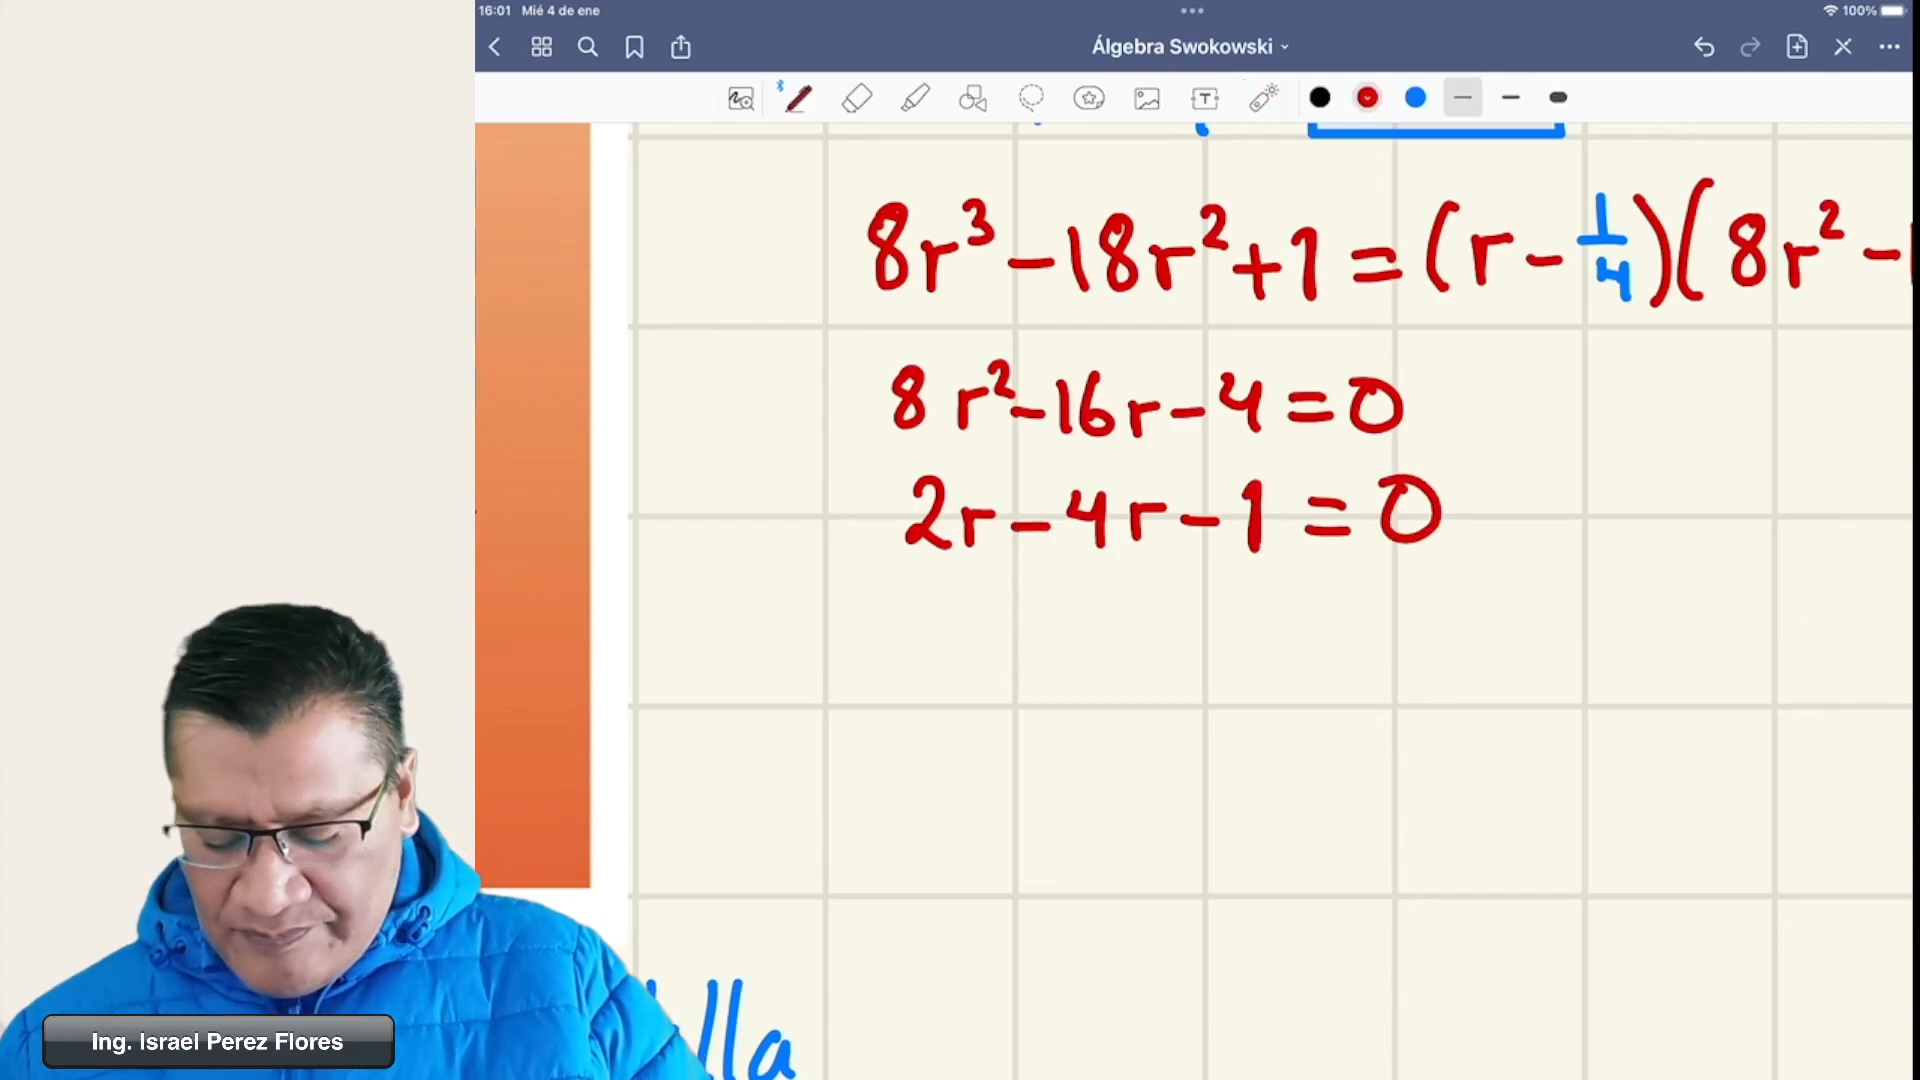 16:01 Mié 4 de ene
100%
Álgebra Swokowski
8r³ - 18r² + 1 = (r - 1/4)(8r² -
8r² - 16r - 4 = 0
2r - 4r - 1 = 0
lla
Ing. Israel Perez Flores